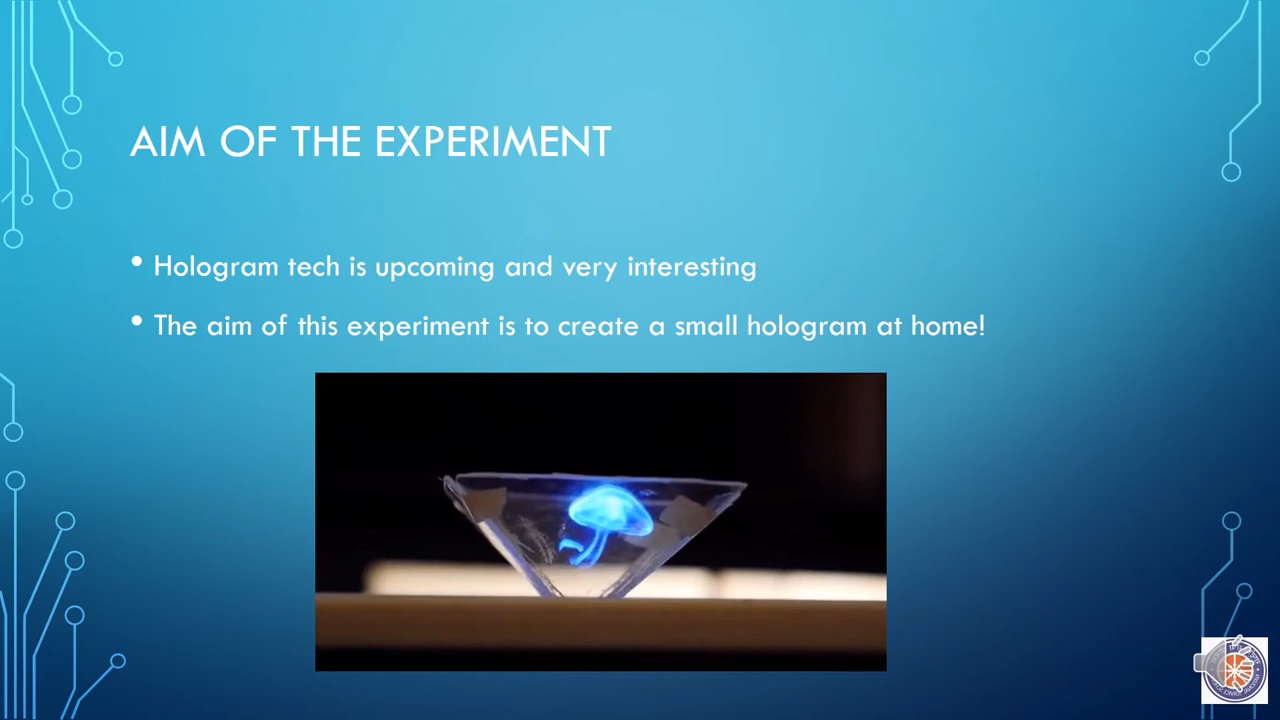 AIM OF THE EXPERIMENT
• Hologram tech is upcoming and very interesting
• The aim of this experiment is to create a small hologram at home!